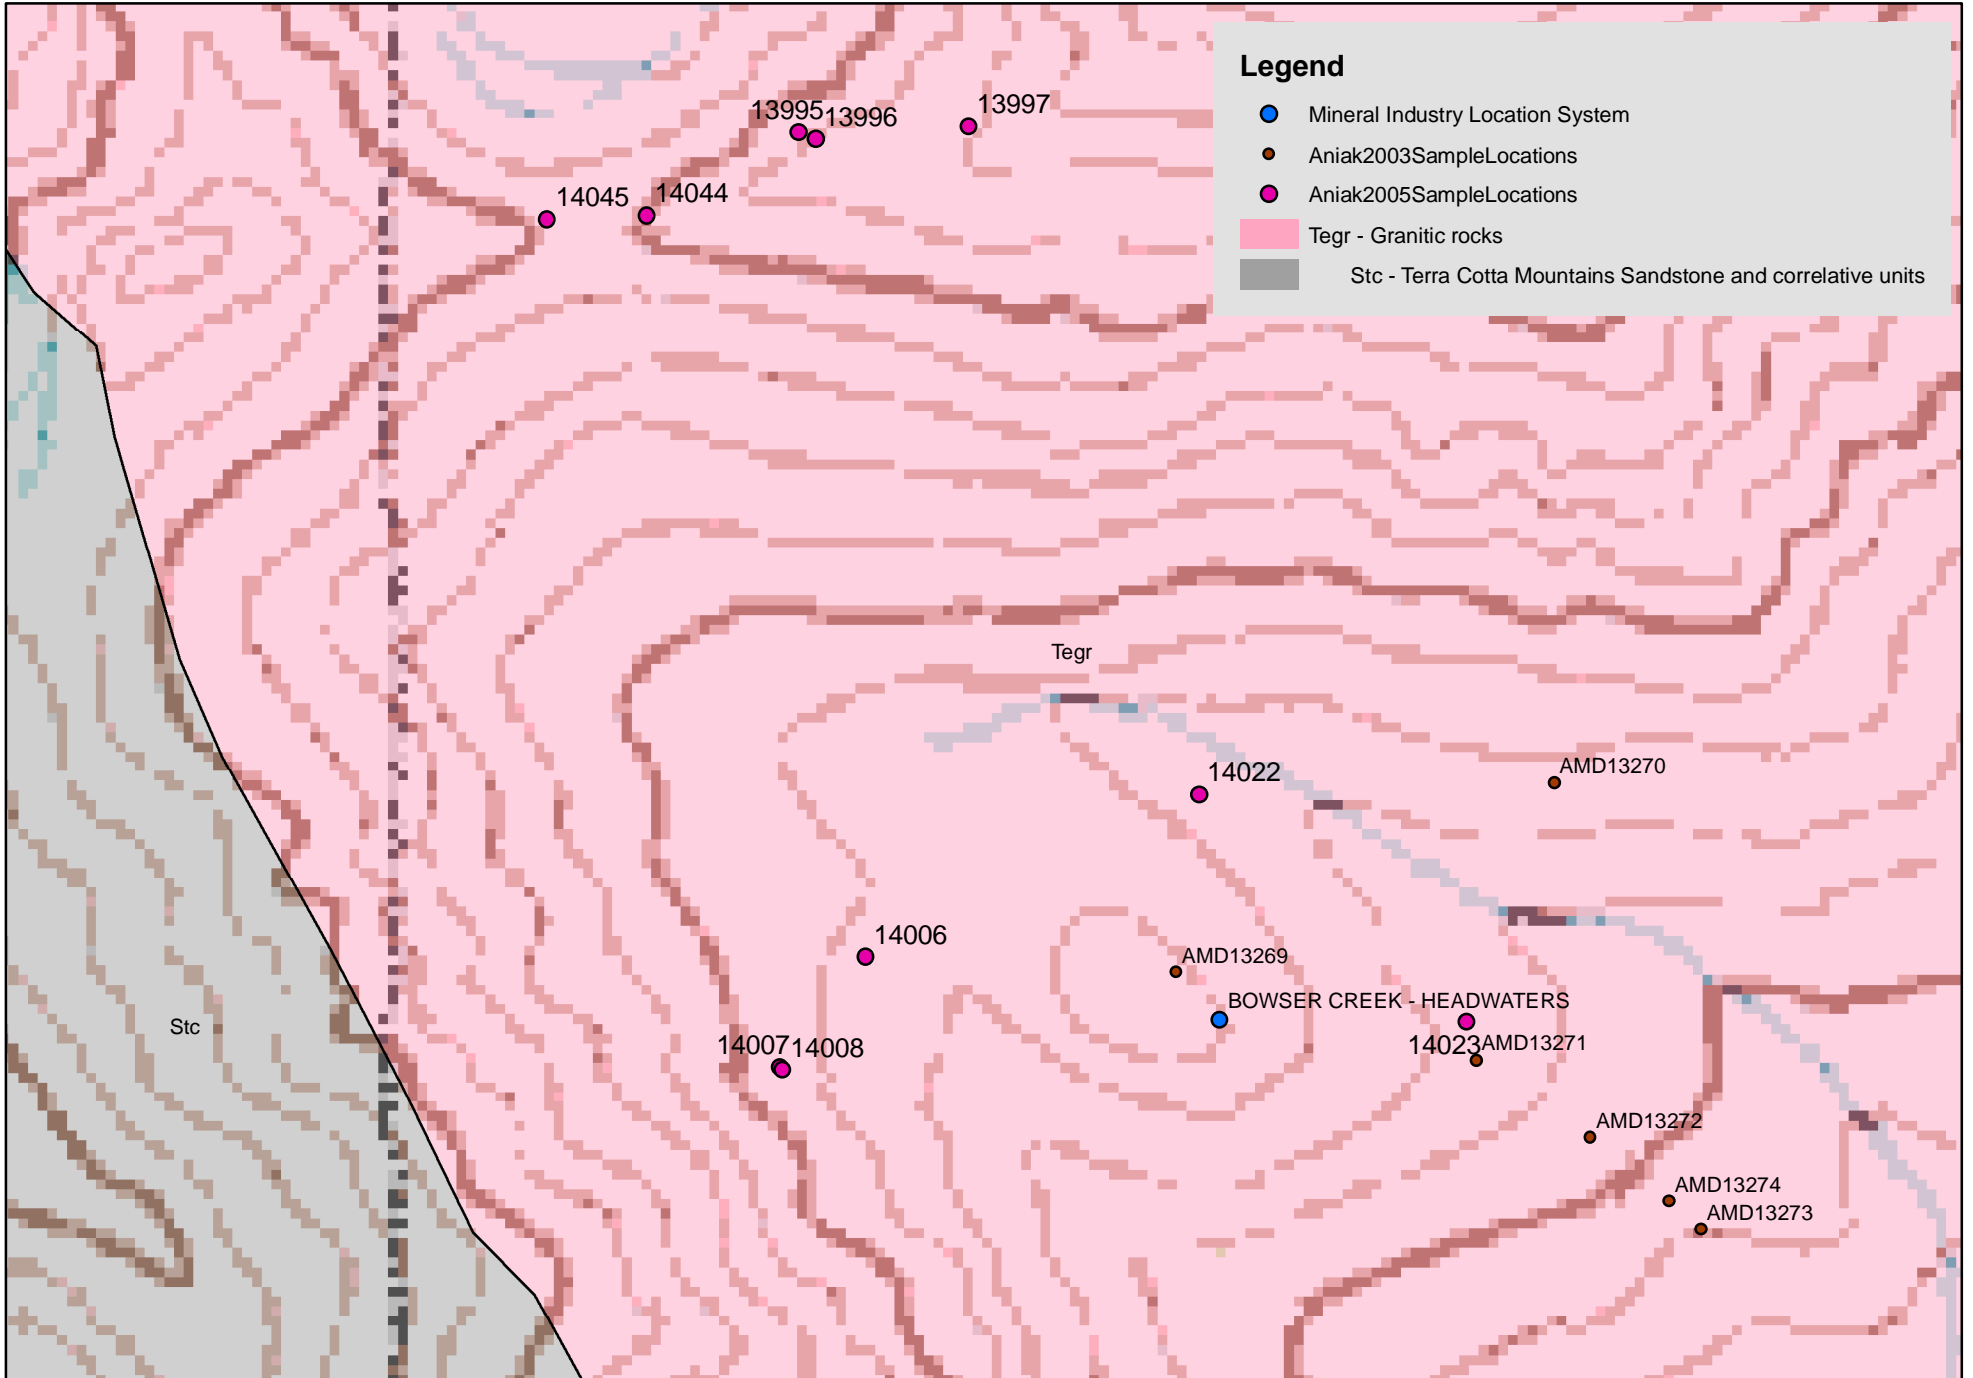 Legend
Mineral Industry Location System
Aniak2003SampleLocations
Aniak2005SampleLocations
Tegr - Granitic rocks
Stc - Terra Cotta Mountains Sandstone and correlative units
13995
13996
13997
14045
14044
Tegr
14022
AMD13270
14006
AMD13269
BOWSER CREEK - HEADWATERS
Stc
14007
14008
14023
AMD13271
AMD13272
AMD13274
AMD13273